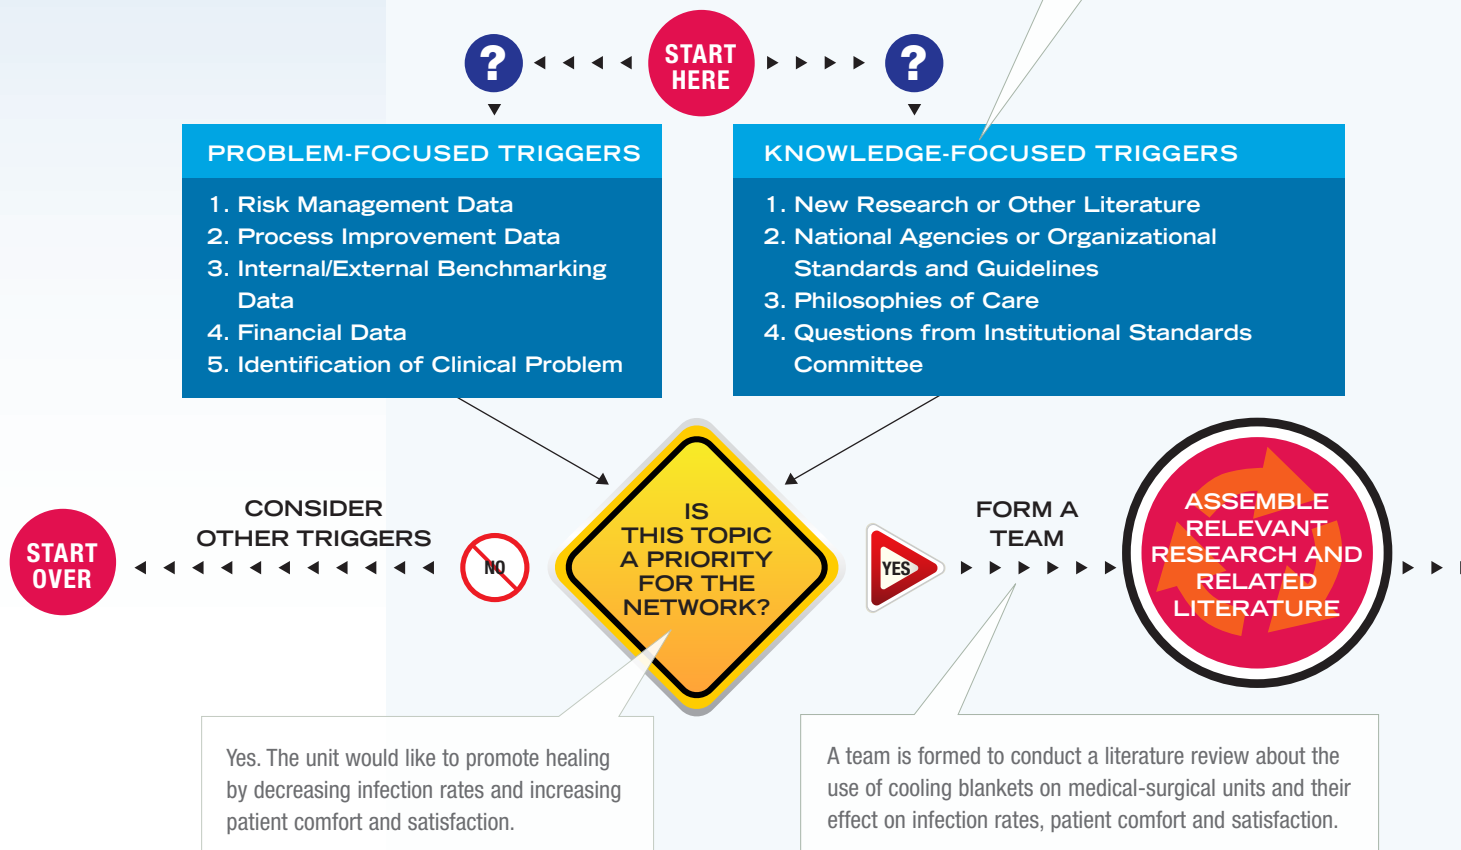 ?
START
HERE
?
PROBLEM-FOCUSED TRIGGERS
1. Risk Management Data
2. Process Improvement Data
3. Internal/External Benchmarking
Data
4. Financial Data
5. Identification of Clinical Problem
KNOWLEDGE-FOCUSED TRIGGERS
1. New Research or Other Literature
2. National Agencies or Organizational
Standards and Guidelines
3. Philosophies of Care
4. Questions from Institutional Standards
Committee
START
OVER
CONSIDER
OTHER TRIGGERS
NO
IS
THIS TOPIC
A PRIORITY
FOR THE
NETWORK?
YES
FORM A
TEAM
ASSEMBLE
RELEVANT
RESEARCH AND
RELATED
LITERATURE
Yes. The unit would like to promote healing
by decreasing infection rates and increasing
patient comfort and satisfaction.
A team is formed to conduct a literature review about the
use of cooling blankets on medical-surgical units and their
effect on infection rates, patient comfort and satisfaction.